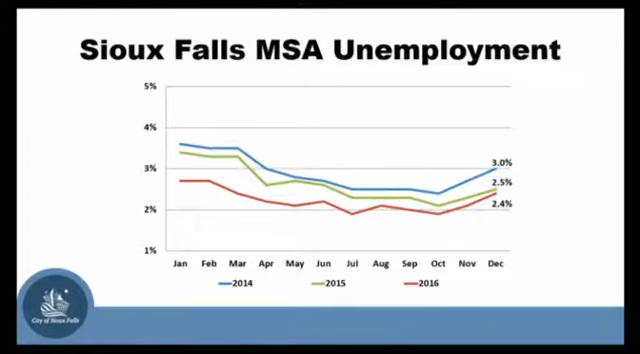 Sioux Falls MSA Unemployment
5%
4%
3%
2%
1%
3.0%
2.5%
2.4%
Jan Feb Mar Apr May Jun Jul Aug Sep Oct Nov Dec
2014 2015 2016
City of Sioux Falls